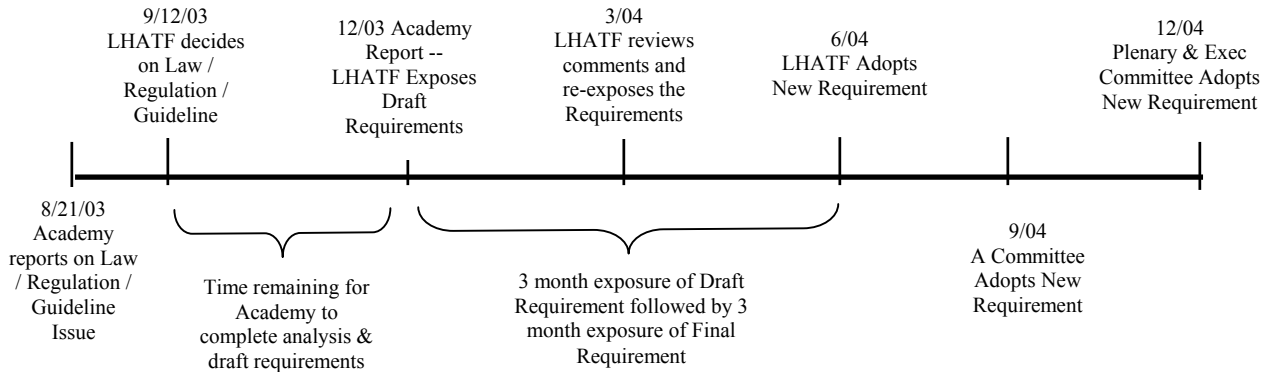 9/12/03
LHATF decides
on Law /
Regulation /
Guideline
12/03 Academy
Report --
LHATF Exposes
Draft
Requirements
3/04
LHATF reviews
comments and
re-exposes the
Requirements
6/04
LHATF Adopts
New Requirement
12/04
Plenary & Exec
Committee Adopts
New Requirement
8/21/03
Academy
reports on Law
/ Regulation /
Guideline
Issue
Time remaining for
Academy to
complete analysis &
draft requirements
3 month exposure of Draft
Requirement followed by 3
month exposure of Final
Requirement
9/04
A Committee
Adopts New
Requirement